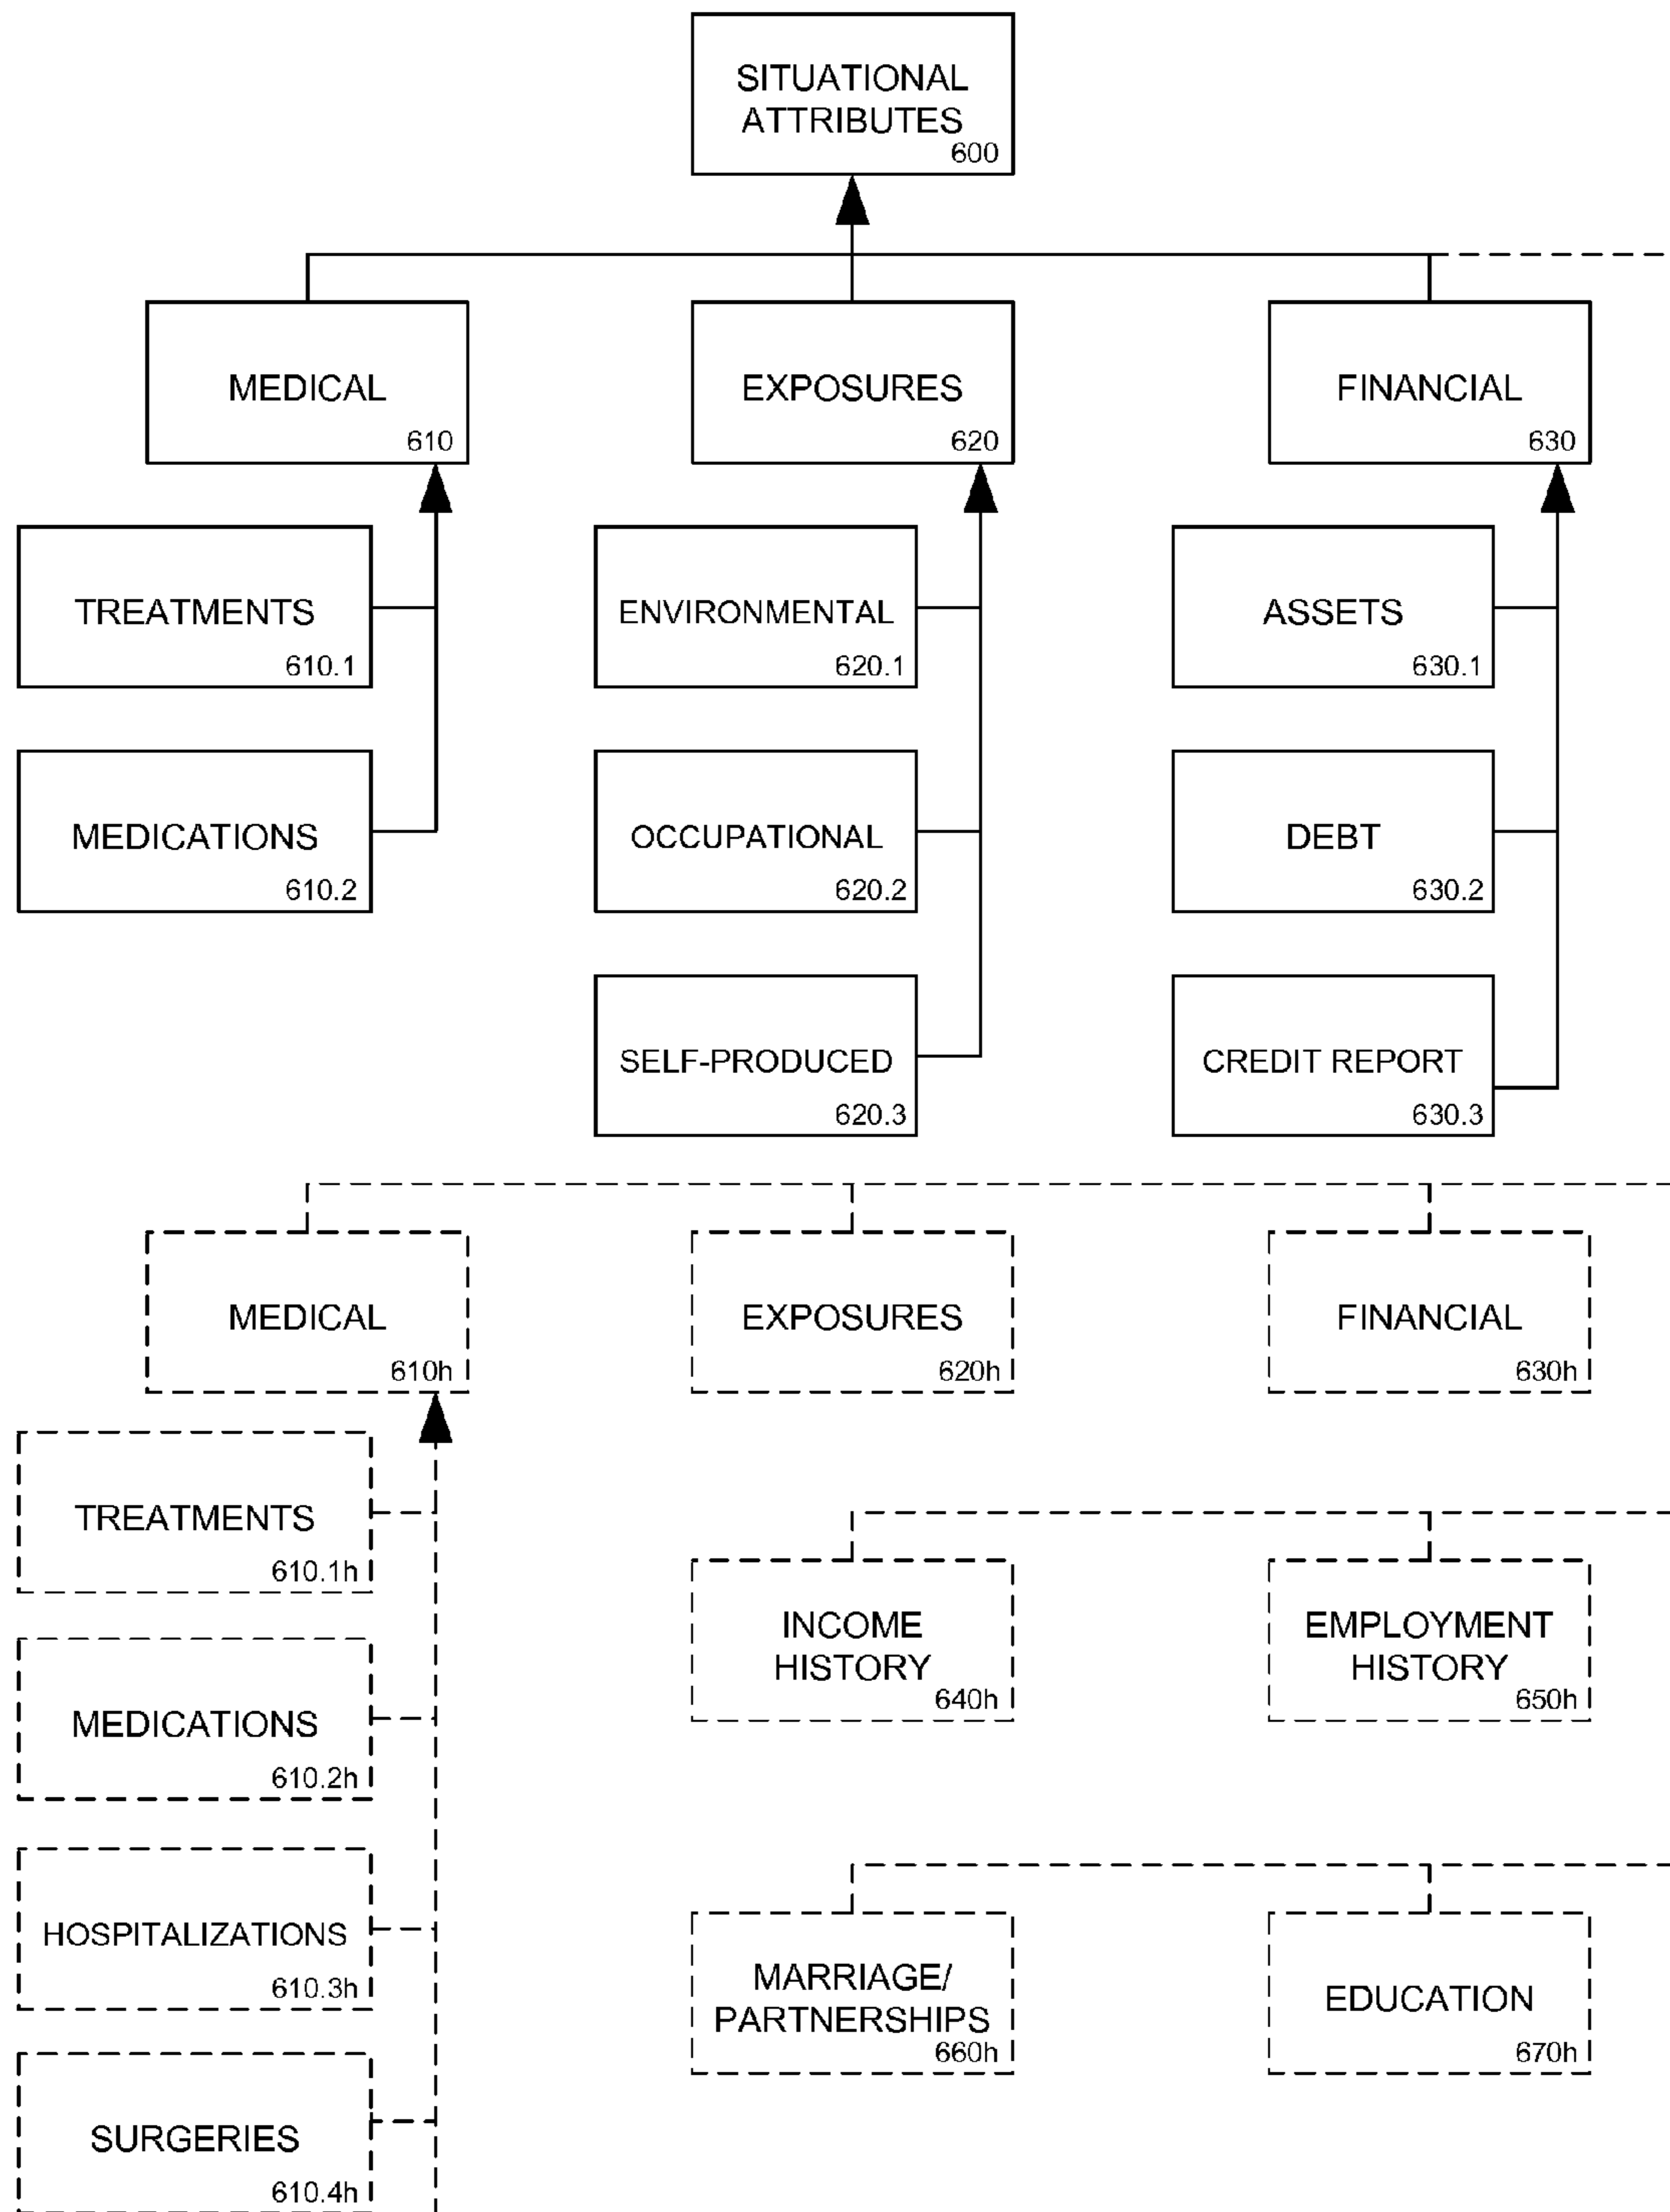 SITUATIONAL
ATTRIBUTES
600
MEDICAL
610
EXPOSURES
620
FINANCIAL
630
TREATMENTS
610.1
ENVIRONMENTAL
620.1
ASSETS
630.1
MEDICATIONS
610.2
OCCUPATIONAL
620.2
DEBT
630.2
SELF-PRODUCED
620.3
CREDIT REPORT
630.3
MEDICAL
610h
EXPOSURES
620h
FINANCIAL
630h
TREATMENTS
610.1h
INCOME
HISTORY
640h
EMPLOYMENT
HISTORY
650h
MEDICATIONS
610.2h
HOSPITALIZATIONS
610.3h
MARRIAGE/
PARTNERSHIPS
660h
EDUCATION
670h
SURGERIES
610.4h